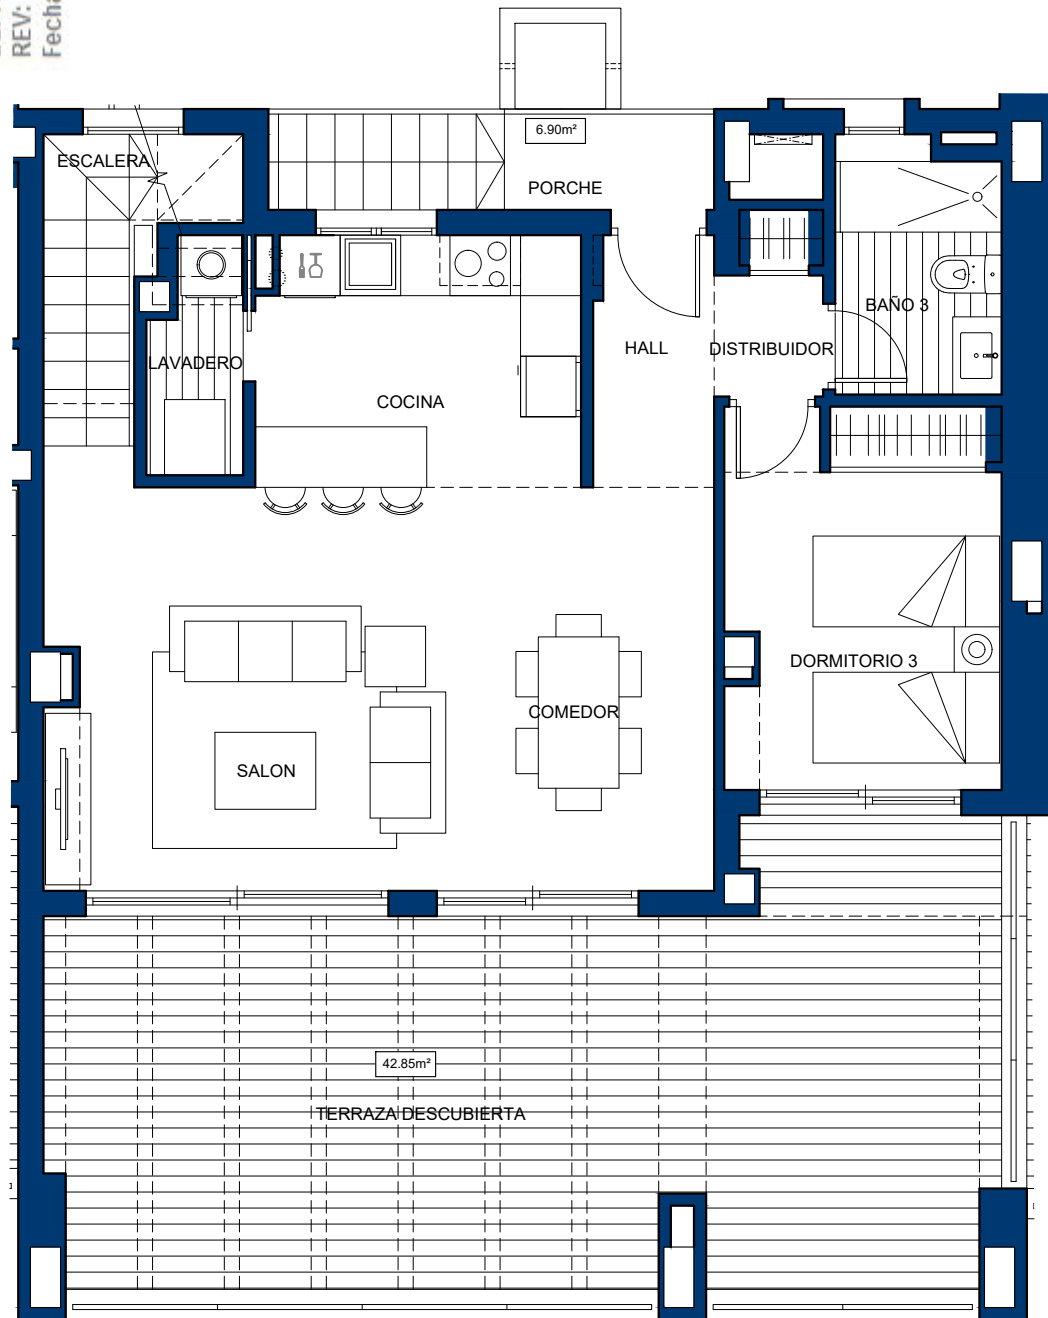 REV:
Fecha
ESCALERA
6.90m²
PORCHE
BAÑO 3
HALL
DISTRIBUIDOR
LAVADERO
COCINA
DORMITORIO 3
COMEDOR
SALON
42.85m²
TERRAZA DESCUBIERTA